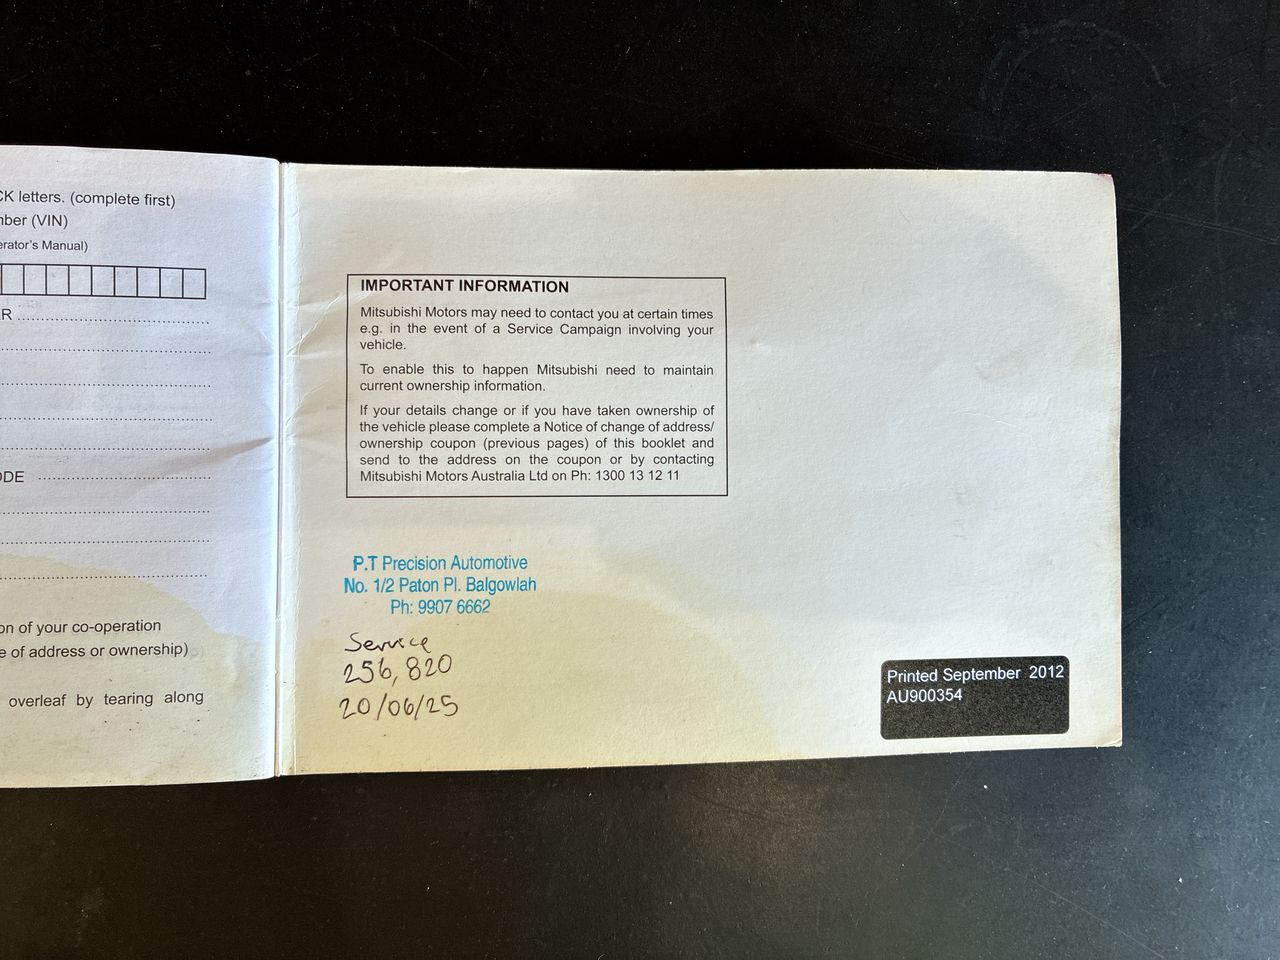 CK letters. (complete first)
mber (VIN)
erator's Manual)
R
ODE
on of your co-operation
e of address or ownership)
overleaf by tearing along
IMPORTANT INFORMATION
Mitsubishi Motors may need to contact you at certain times
e.g. in the event of a Service Campaign involving your
vehicle.
To enable this to happen Mitsubishi need to maintain
current ownership information.
If your details change or if you have taken ownership of
the vehicle please complete a Notice of change of address/
ownership coupon (previous pages) of this booklet and
send to the address on the coupon or by contacting
Mitsubishi Motors Australia Ltd on Ph: 1300 13 12 11
P.T Precision Automotive
No. 1/2 Paton Pl. Balgowlah
Ph: 9907 6662
Service
256,820
20/06/25
Printed September 2012
AU900354